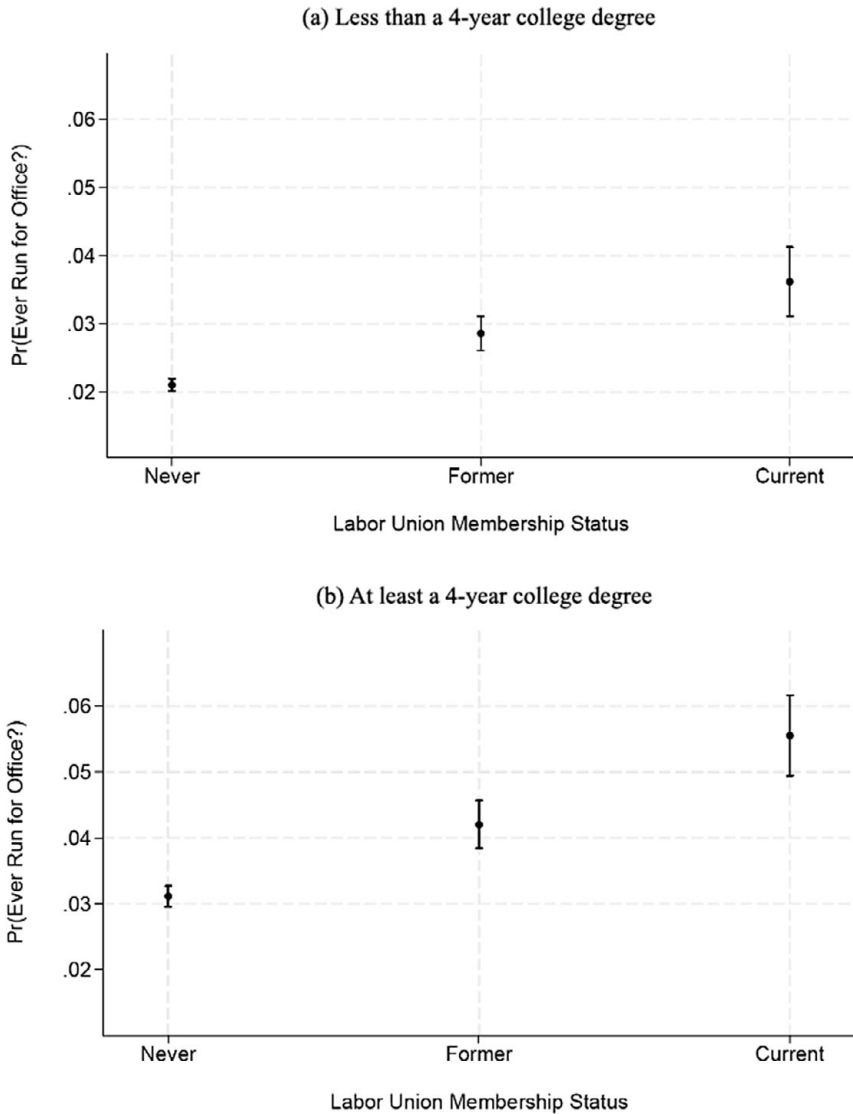 (a) Less than a 4-year college degree
Pr(Ever Run for Office?)
.06
.05
.04
.03
.02
Never Former Current
Labor Union Membership Status
(b) At least a 4-year college degree
Pr(Ever Run for Office?)
.06
.05
.04
.03
.02
Never Former Current
Labor Union Membership Status